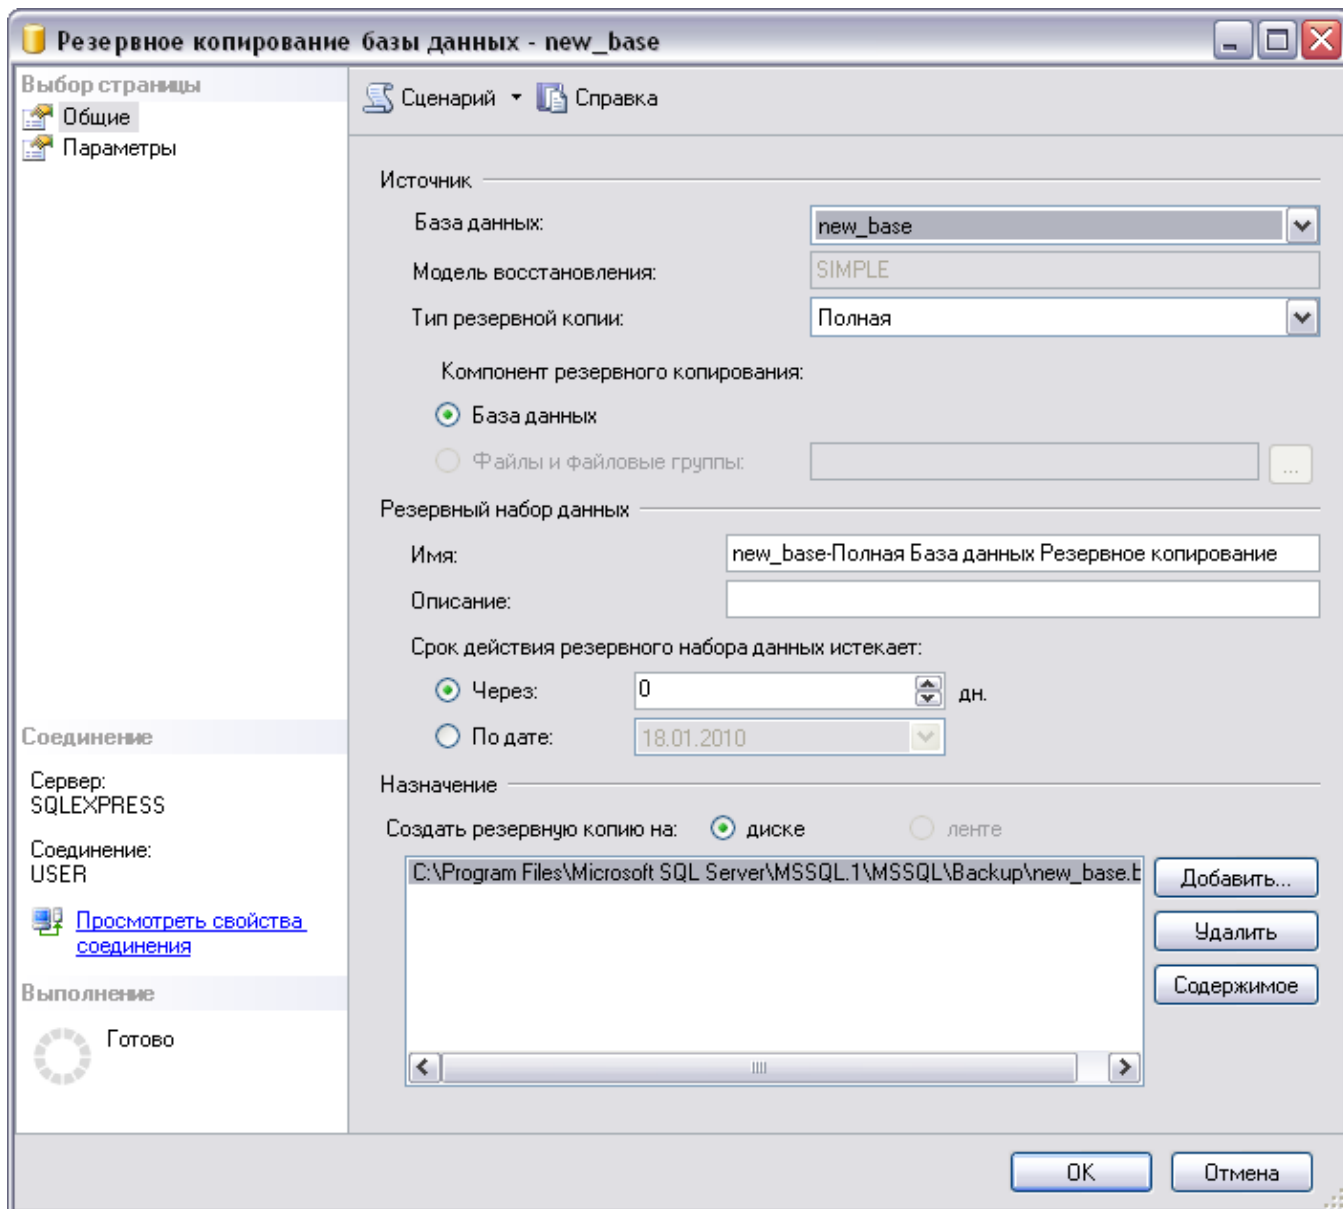 Резервное копирование базы данных - new_base
Выбор страницы
Общие
Параметры
Сценарий
Справка
Источник
База данных:
new_base
Модель восстановления:
SIMPLE
Тип резервной копии:
Полная
Компонент резервного копирования:
База данных
Файлы и файловые группы:
...
Резервный набор данных
Имя:
new_base-Полная База данных Резервное копирование
Описание:
Срок действия резервного набора данных истекает:
Через:
0
дн.
По дате:
18.01.2010
Назначение
Создать резервную копию на:
диске
ленте
C:\Program Files\Microsoft SQL Server\MSSQL.1\MSSQL\Backup\new_base.b
Добавить...
Удалить
Содержимое
Соединение
Сервер:
SQLEXPRESS
Соединение:
USER
Просмотреть свойства
соединения
Выполнение
Готово
OK
Отмена